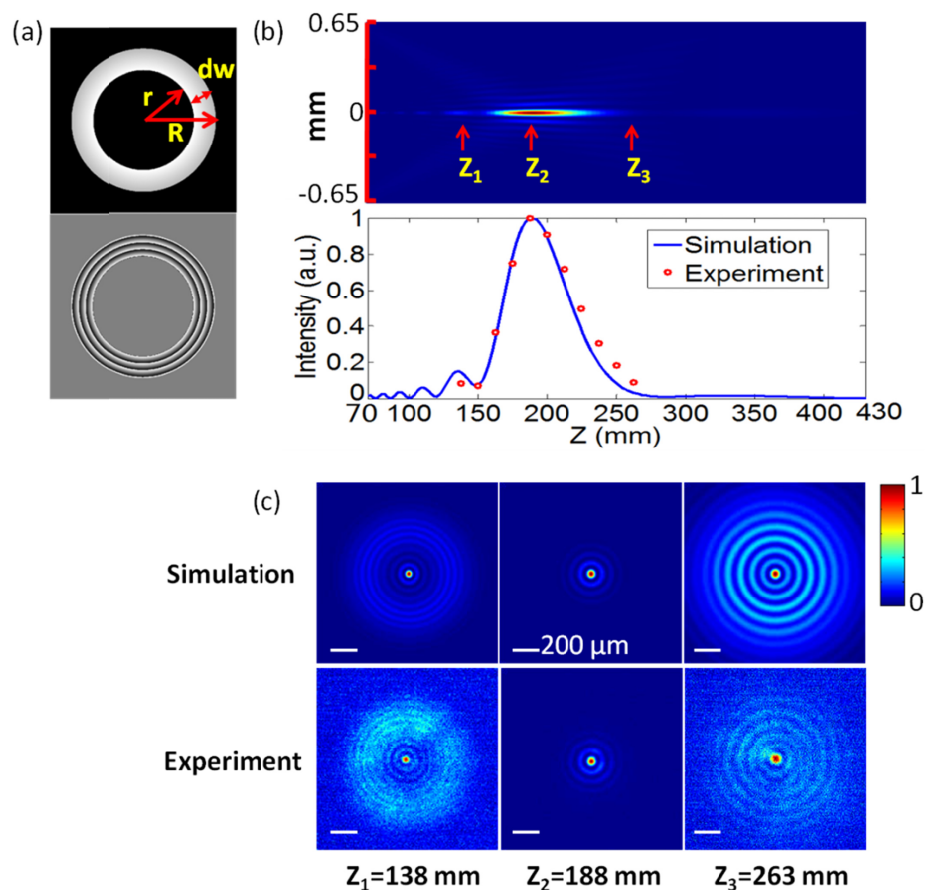 (a)
dw
r
R
(b)
0.65
mm
0
-0.65
Z1
Z2
Z3
Intensity (a.u.)
1
0.8
0.6
0.4
0.2
0
Simulation
Experiment
70 100 150 200 250 300 350 400 430
Z (mm)
(c)
Simulation
200 µm
1
0
Experiment
Z1=138 mm Z2=188 mm Z3=263 mm